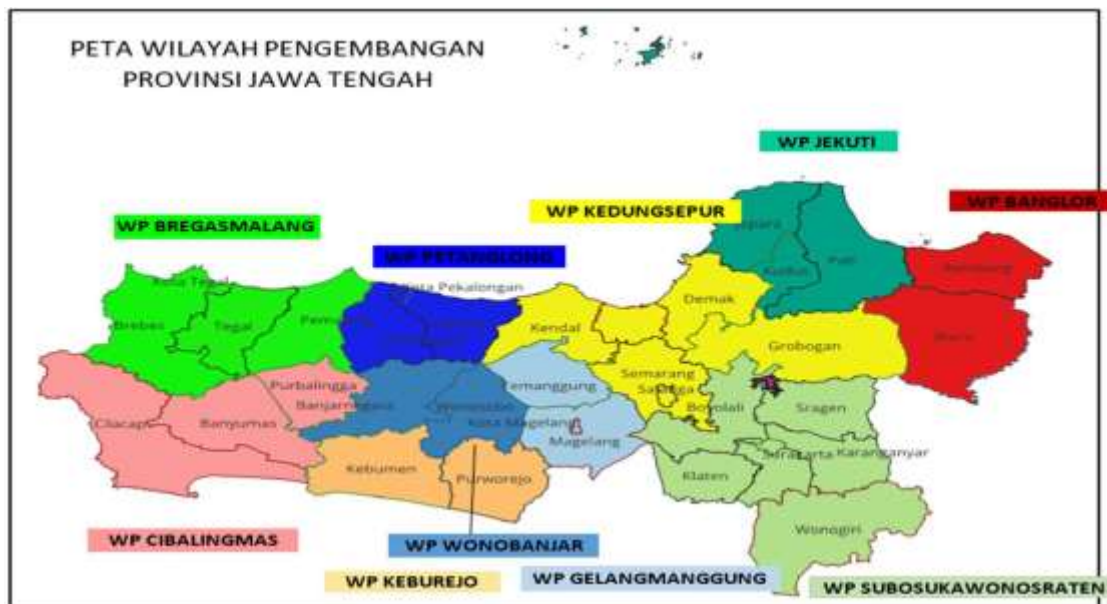 PETA WILAYAH PENGEMBANGAN
PROVINSI JAWA TENGAH
WP JEKUTI
WP BANGLOR
WP KEDUNGSEPUR
WP BREGASMALANG
WP PETANGLONG
Jepara
Kudus
Pati
Rembang
Blora
Kota Tegal
Kota Pekalongan
Brebes
Tegal
Pemalang
Kendal
Demak
Grobogan
Semarang
Salatiga
Temanggung
Purbalingga
Banjarnegara
Wonosobo
Cilacap
Banyumas
Kota Magelang
Magelang
Boyolali
Sragen
Kebumen
Purworejo
Klaten
Surakarta
Karanganyar
Wonogiri
WP CIBALINGMAS
WP WONOBANJAR
WP KEBUREJO
WP GELANGMANGGUNG
WP SUBOSUKAWONOSRATEN